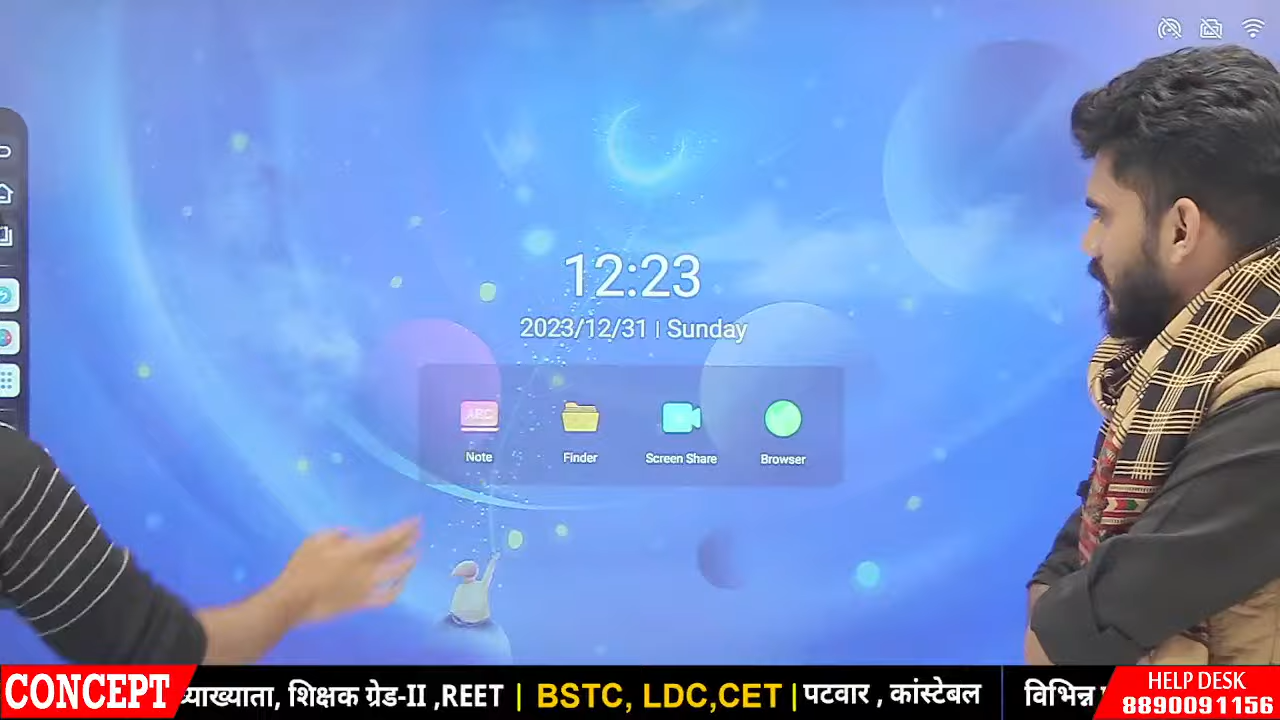 12:23
2023/12/31 | Sunday
ABC
Note Finder Screen Share Browser
CONCEPT
व्याख्याता, शिक्षक ग्रेड-II ,REET | BSTC, LDC,CET | पटवार , कांस्टेबल
विभिन्न
HELP DESK
8890091156